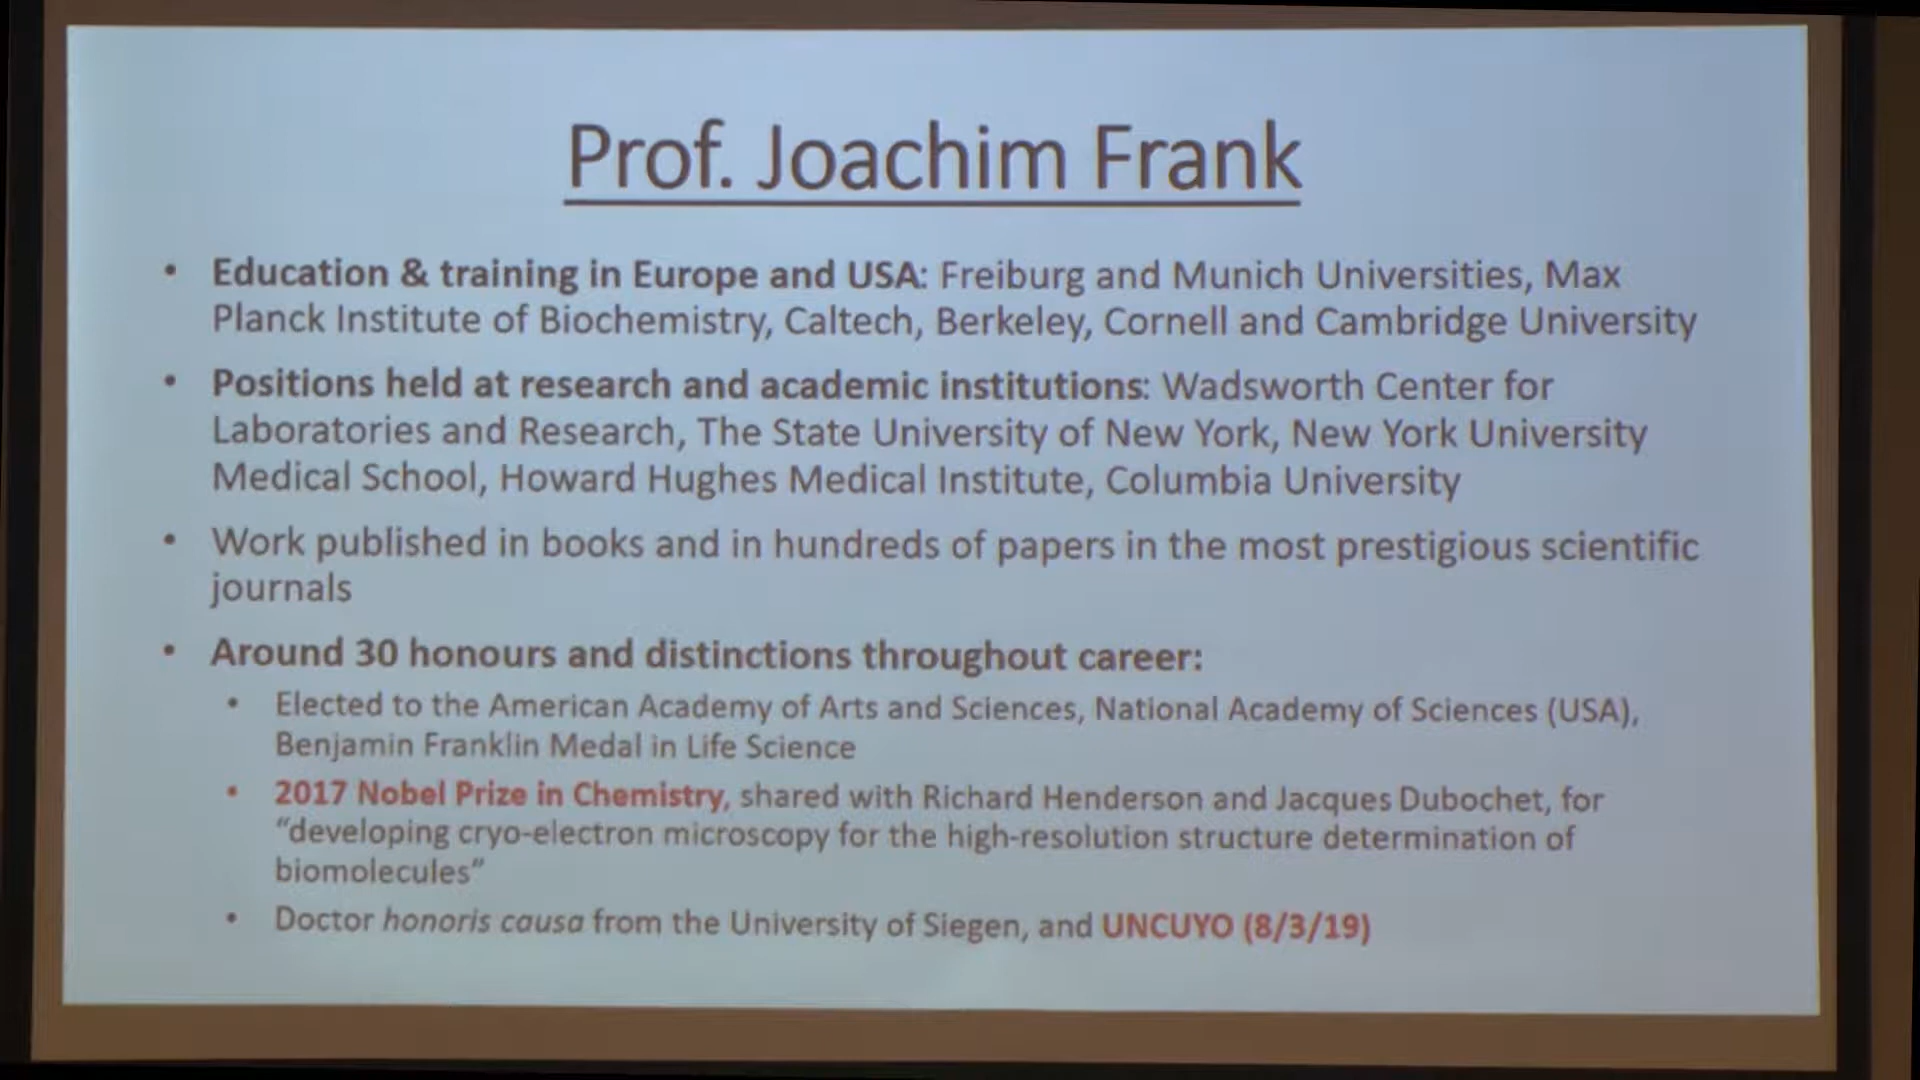 Prof. Joachim Frank
• Education & training in Europe and USA: Freiburg and Munich Universities, Max
Planck Institute of Biochemistry, Caltech, Berkeley, Cornell and Cambridge University
• Positions held at research and academic institutions: Wadsworth Center for
Laboratories and Research, The State University of New York, New York University
Medical School, Howard Hughes Medical Institute, Columbia University
• Work published in books and in hundreds of papers in the most prestigious scientific
journals
• Around 30 honours and distinctions throughout career:
• Elected to the American Academy of Arts and Sciences, National Academy of Sciences (USA),
Benjamin Franklin Medal in Life Science
• 2017 Nobel Prize in Chemistry, shared with Richard Henderson and Jacques Dubochet, for
“developing cryo-electron microscopy for the high-resolution structure determination of
biomolecules”
• Doctor honoris causa from the University of Siegen, and UNCUYO (8/3/19)